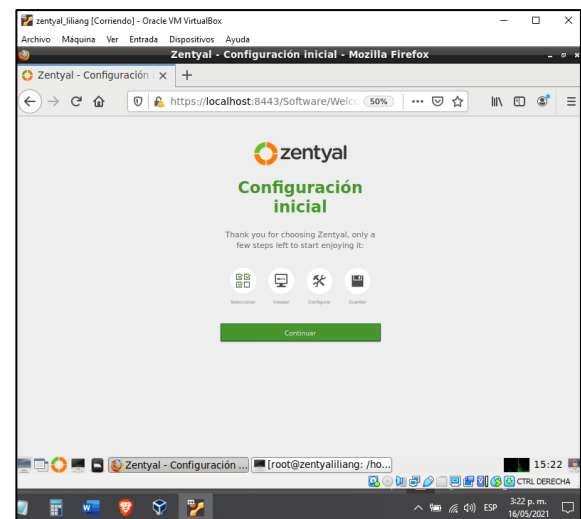 zentyal_liliang [Corriendo] - Oracle VM VirtualBox
Archivo Máquina Ver Entrada Dispositivos Ayuda
Zentyal - Configuración inicial - Mozilla Firefox
Zentyal - Configuración
https://localhost:8443/Software/Welco 50%
zentyal
Configuración
inicial
Thank you for choosing Zentyal, only a
few steps left to start enjoying it:
Seleccionar Instalar Configurar Guardar
Continuar
Zentyal - Configuración ... [root@zentyaliliang: /ho... 15:22
CTRL DERECHA
ESP 3:22 p. m.
16/05/2021